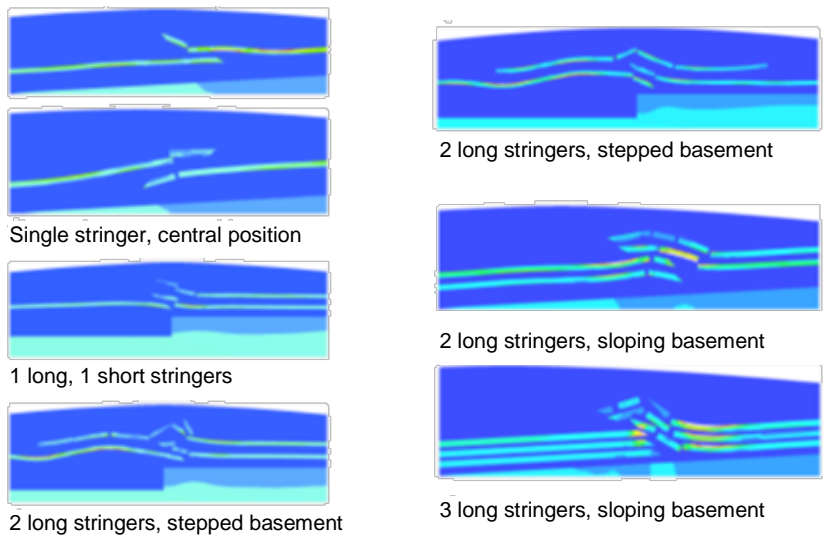 Single stringer, central position
1 long, 1 short stringers
2 long stringers, stepped basement
2 long stringers, stepped basement
2 long stringers, sloping basement
3 long stringers, sloping basement